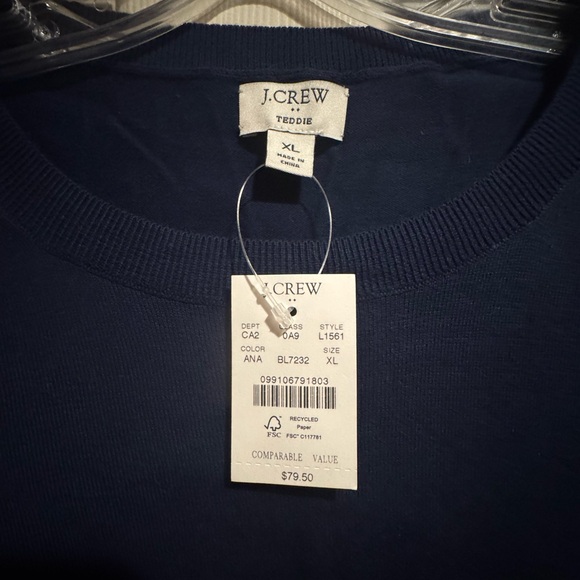 J.CREW
TEDDIE
XL
MADE IN
CHINA
J.CREW
DEPT CLASS STYLE
CA2 0A9 L1561
COLOR SIZE
ANA BL7232 XL
099106791803
RECYCLED
Paper
FSC FSC® C117761
COMPARABLE VALUE
$79.50